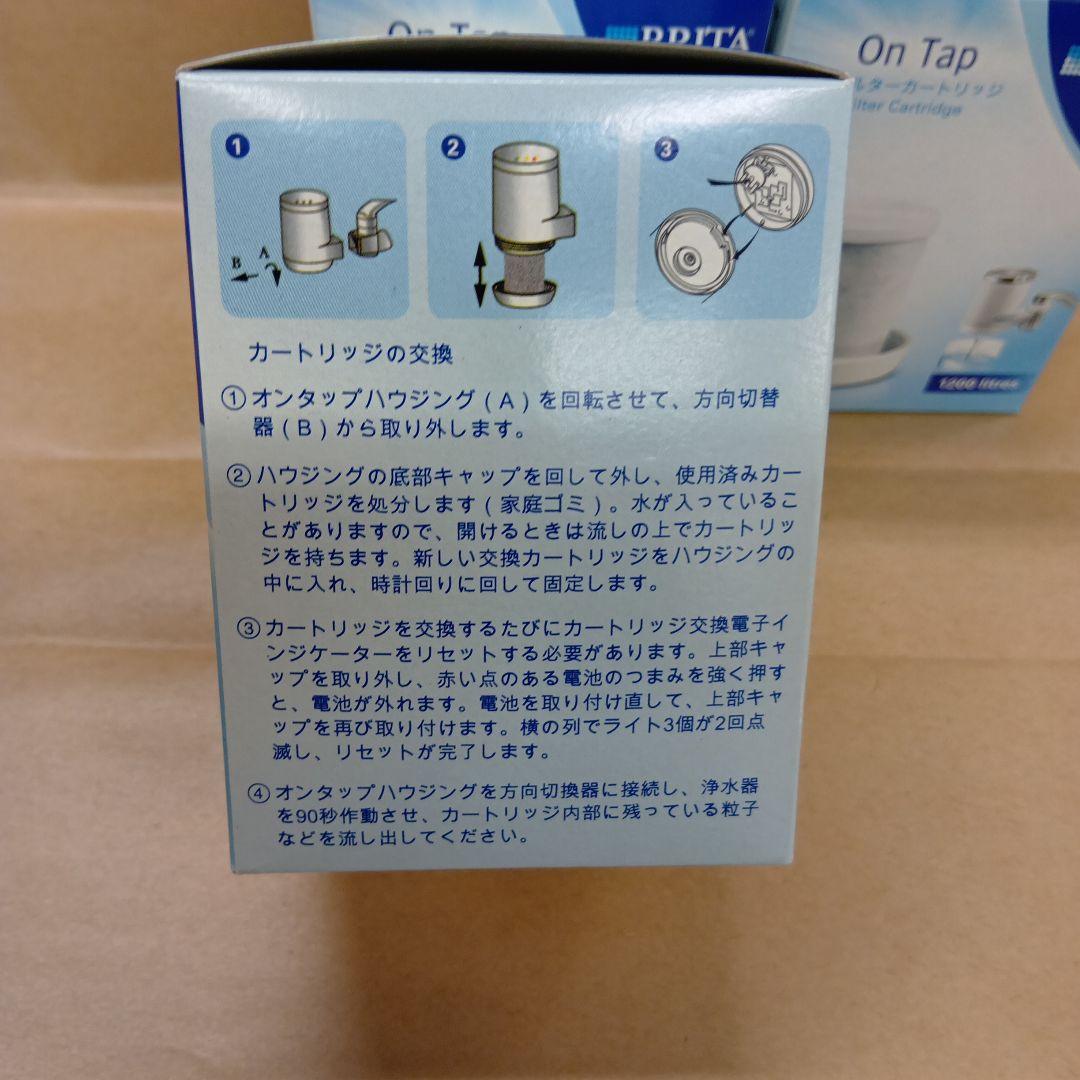 On Tap
BRITA
On Tap
ルターカートリッジ
ilter Cartridge
1200 litres
1
2
3
B
A
カートリッジの交換
① オンタップハウジング(A)を回転させて、方向切替
器(B)から取り外します。
② ハウジングの底部キャップを回して外し、使用済みカー
トリッジを処分します(家庭ゴミ)。水が入っているこ
とがありますので、開けるときは流しの上でカートリッ
ジを持ちます。新しい交換カートリッジをハウジングの
中に入れ、時計回りに回して固定します。
③ カートリッジを交換するたびにカートリッジ交換電子イ
ンジケーターをリセットする必要があります。上部キャ
ップを取り外し、赤い点のある電池のつまみを強く押す
と、電池が外れます。電池を取り付け直して、上部キャ
ップを再び取り付けます。横の列でライト3個が2回点
滅し、リセットが完了します。
④ オンタップハウジングを方向切換器に接続し、浄水器
を90秒作動させ、カートリッジ内部に残っている粒子
などを流し出してください。